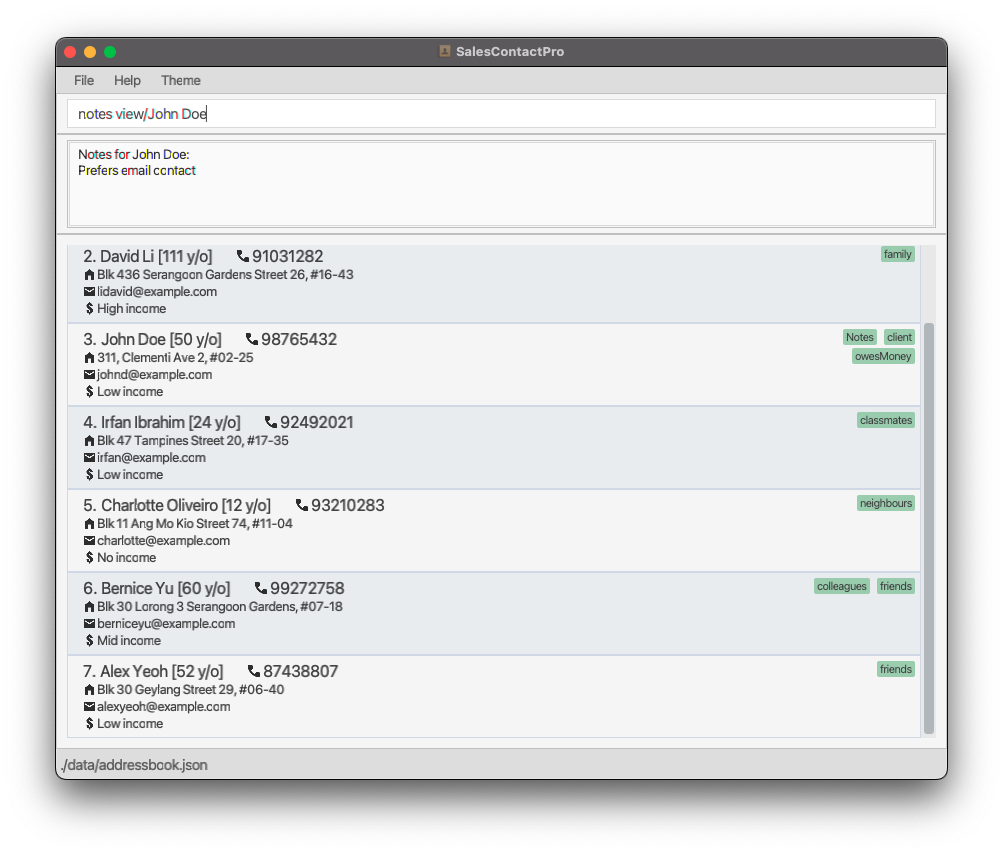 SalesContactPro
File Help Theme
notes view/John Doe
Notes for John Doe:
Prefers email contact
2. David Li [111 y/o] 91031282 family
Blk 436 Serangoon Gardens Street 26, #16-43
lidavid@example.com
$ High income
3. John Doe [50 y/o] 98765432 Notes client
311, Clementi Ave 2, #02-25 owesMoney
johnd@example.com
$ Low income
4. Irfan Ibrahim [24 y/o] 92492021 classmates
Blk 47 Tampines Street 20, #17-35
irfan@example.com
$ Low income
5. Charlotte Oliveiro [12 y/o] 93210283 neighbours
Blk 11 Ang Mo Kio Street 74, #11-04
charlotte@example.com
$ No income
6. Bernice Yu [60 y/o] 99272758 colleagues friends
Blk 30 Lorong 3 Serangoon Gardens, #07-18
berniceyu@example.com
$ Mid income
7. Alex Yeoh [52 y/o] 87438807 friends
Blk 30 Geylang Street 29, #06-40
alexyeoh@example.com
$ Low income
./data/addressbook.json